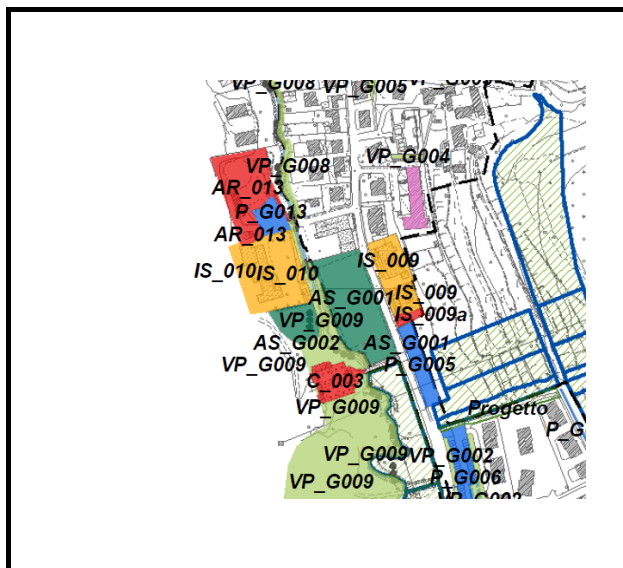 VP_G008
VP_G005
VP_G004
VP_G008
AR_013
P_G013
AR_013
IS_009
IS_010
IS_010
IS_009
AS_G001
IS_009a
VP_G009
AS_G002
AS_G001
VP_G009
P_G005
C_003
VP_G009
Progetto
P_G
VP_G009
VP_G002
VP_G009
P_G006